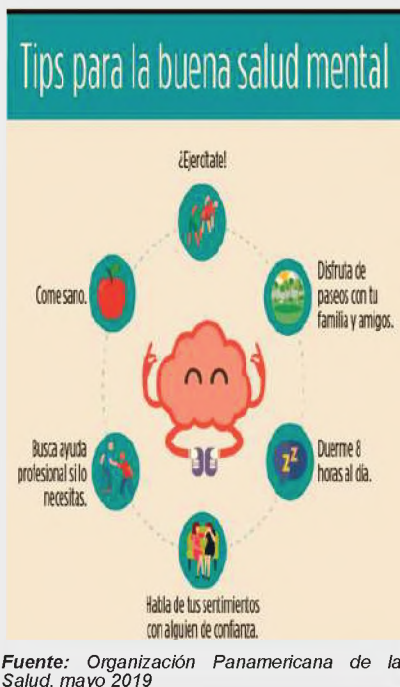 Tips para la buena salud mental
¿Ejercítate!
Disfruta de
paseos con tu
familia y amigos.
Duerme 8
horas al día.
Habla de tus sentimientos
con alguien de confianza.
Busca ayuda
profesional si lo
necesitas.
Come sano.
Fuente: Organización Panamericana de la
Salud, mayo 2019